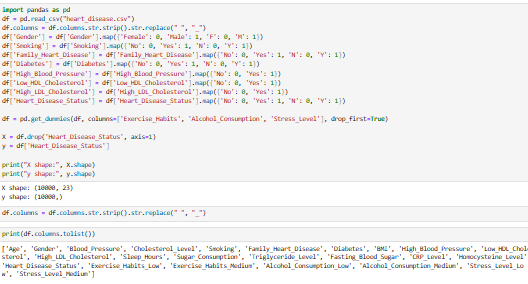 import pandas as pd
df = pd.read_csv("heart_disease.csv")
df.columns = df.columns.str.strip().str.replace(" ", "_")
df['Gender'] = df['Gender'].map({'Female': 0, 'Male': 1, 'F': 0, 'M': 1})
df['Smoking'] = df['Smoking'].map({'No': 0, 'Yes': 1, 'N': 0, 'Y': 1})
df['Family_Heart_Disease'] = df['Family_Heart_Disease'].map({'No': 0, 'Yes': 1, 'N': 0, 'Y': 1})
df['Diabetes'] = df['Diabetes'].map({'No': 0, 'Yes': 1, 'N': 0, 'Y': 1})
df['High_Blood_Pressure'] = df['High_Blood_Pressure'].map({'No': 0, 'Yes': 1})
df['Low_HDL_Cholesterol'] = df['Low_HDL_Cholesterol'].map({'No': 0, 'Yes': 1})
df['High_LDL_Cholesterol'] = df['High_LDL_Cholesterol'].map({'No': 0, 'Yes': 1})
df['Heart_Disease_Status'] = df['Heart_Disease_Status'].map({'No': 0, 'Yes': 1, 'N': 0, 'Y': 1})
df = pd.get_dummies(df, columns=['Exercise_Habits', 'Alcohol_Consumption', 'Stress_Level'], drop_first=True)
X = df.drop('Heart_Disease_Status', axis=1)
y = df['Heart_Disease_Status']
print("X shape:", X.shape)
print("y shape:", y.shape)
X shape: (10000, 23)
y shape: (10000,)
df.columns = df.columns.str.strip().str.replace(" ", "_")
print(df.columns.tolist())
['Age', 'Gender', 'Blood_Pressure', 'Cholesterol_Level', 'Smoking', 'Family_Heart_Disease', 'Diabetes', 'BMI', 'High_Blood_Pressure', 'Low_HDL_Chole
sterol', 'High_LDL_Cholesterol', 'Sleep_Hours', 'Sugar_Consumption', 'Triglyceride_Level', 'Fasting_Blood_Sugar', 'CRP_Level', 'Homocysteine_Level'
'Heart_Disease_Status', 'Exercise_Habits_Low', 'Exercise_Habits_Medium', 'Alcohol_Consumption_Low', 'Alcohol_Consumption_Medium', 'Stress_Level_Lo
w', 'Stress_Level_Medium']